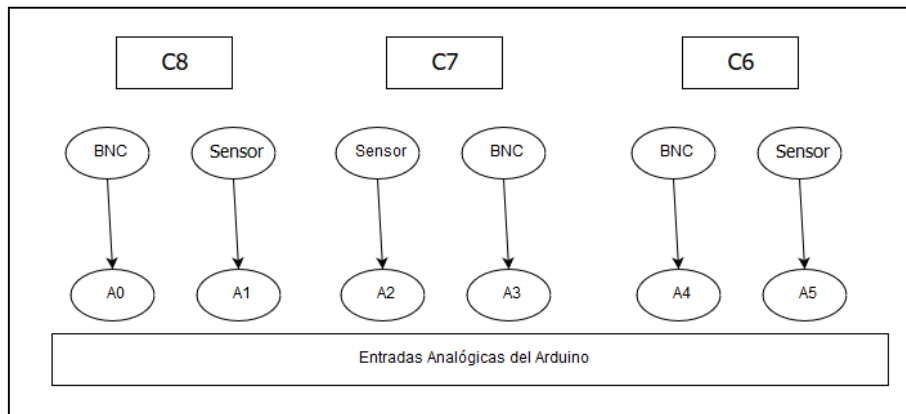 C8
C7
C6
BNC
Sensor
Sensor
BNC
BNC
Sensor
A0
A1
A2
A3
A4
A5
Entradas Analógicas del Arduino